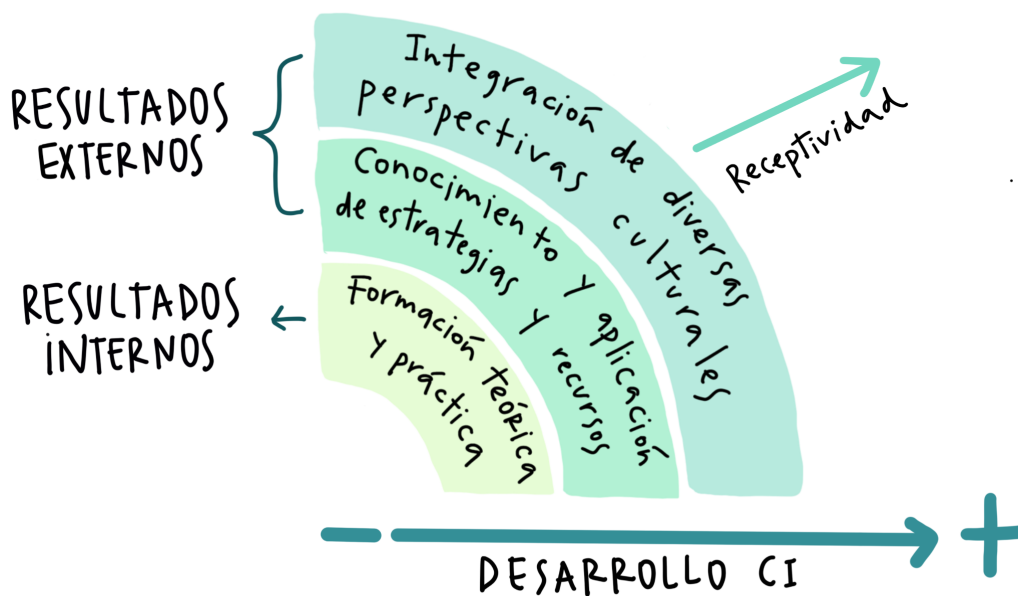 RESULTADOS
EXTERNOS
RESULTADOS
INTERNOS
Integración de diversas
perspectivas culturales
Conocimiento y aplicación
de estrategias y recursos
Formación teórica
y práctica
Receptividad
− +
DESARROLLO CI